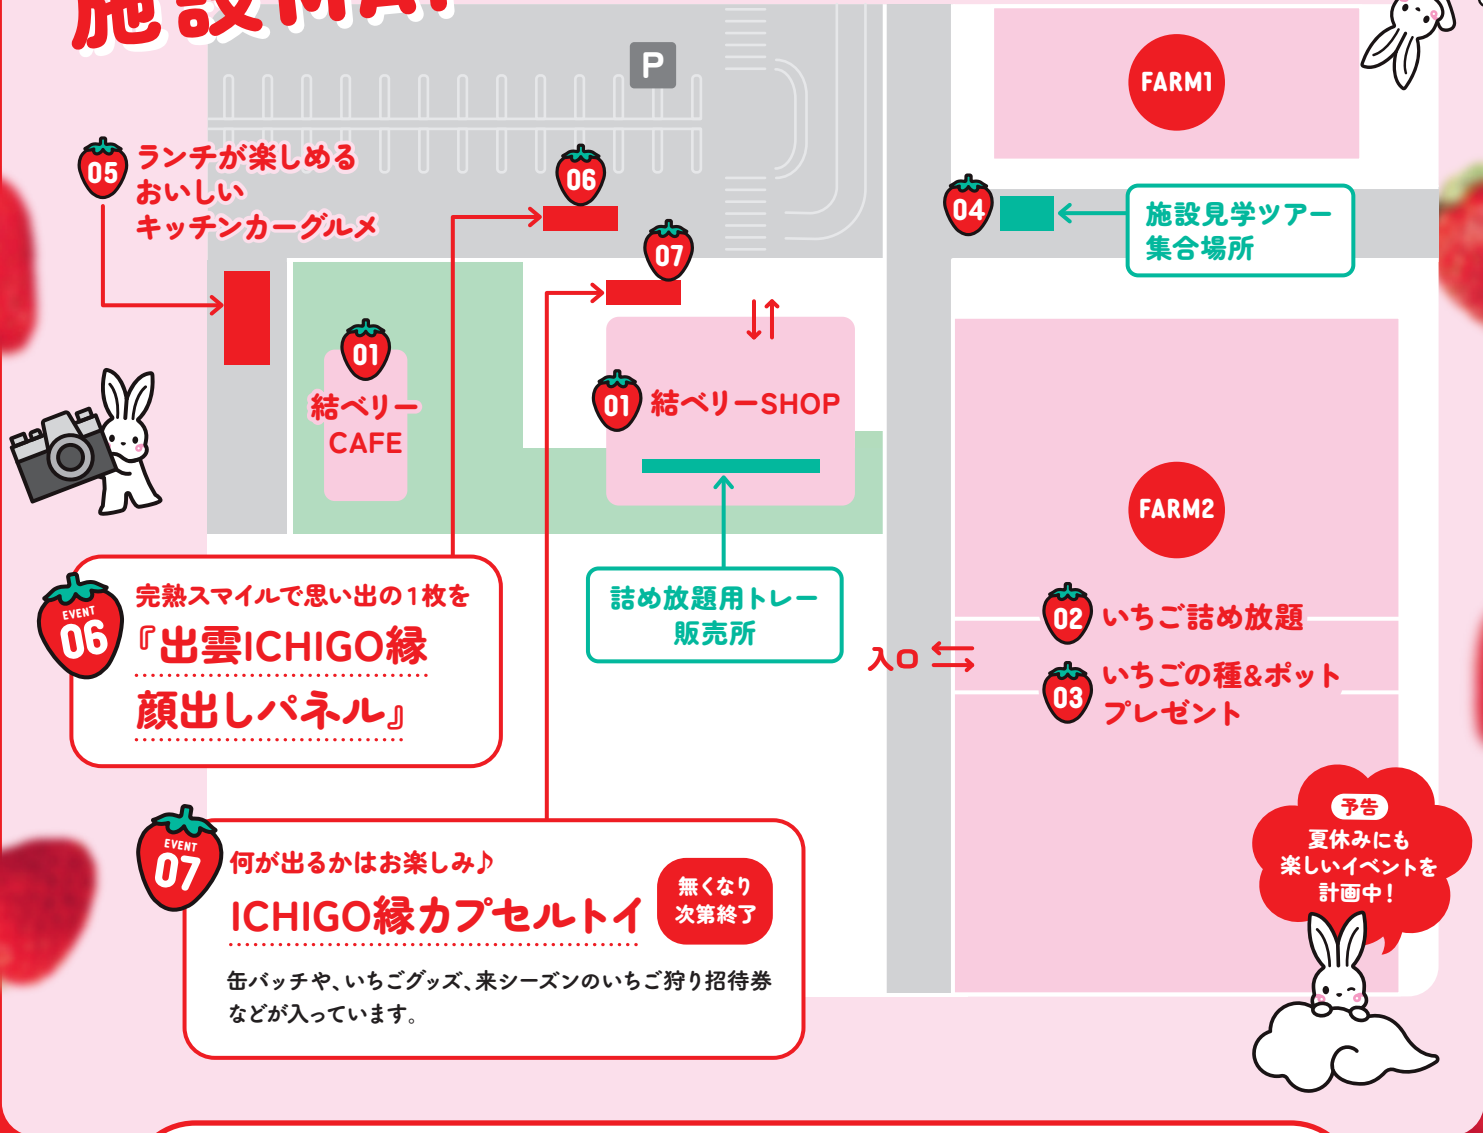 施設MAP
P
FARM1
05
ランチが楽しめる
おいしい
キッチンカーグルメ
06
07
04
施設見学ツアー
集合場所
01
結ベリー
CAFE
01
結ベリーSHOP
FARM2
詰め放題用トレー
販売所
入口
02
いちご詰め放題
03
いちごの種&ポット
プレゼント
EVENT
06
完熟スマイルで思い出の1枚を
『出雲ICHIGO縁
顔出しパネル』
EVENT
07
何が出るかはお楽しみ♪
ICHIGO縁カプセルトイ
無くなり
次第終了
缶バッチや、いちごグッズ、来シーズンのいちご狩り招待券
などが入っています。
予告
夏休みにも
楽しいイベントを
計画中!